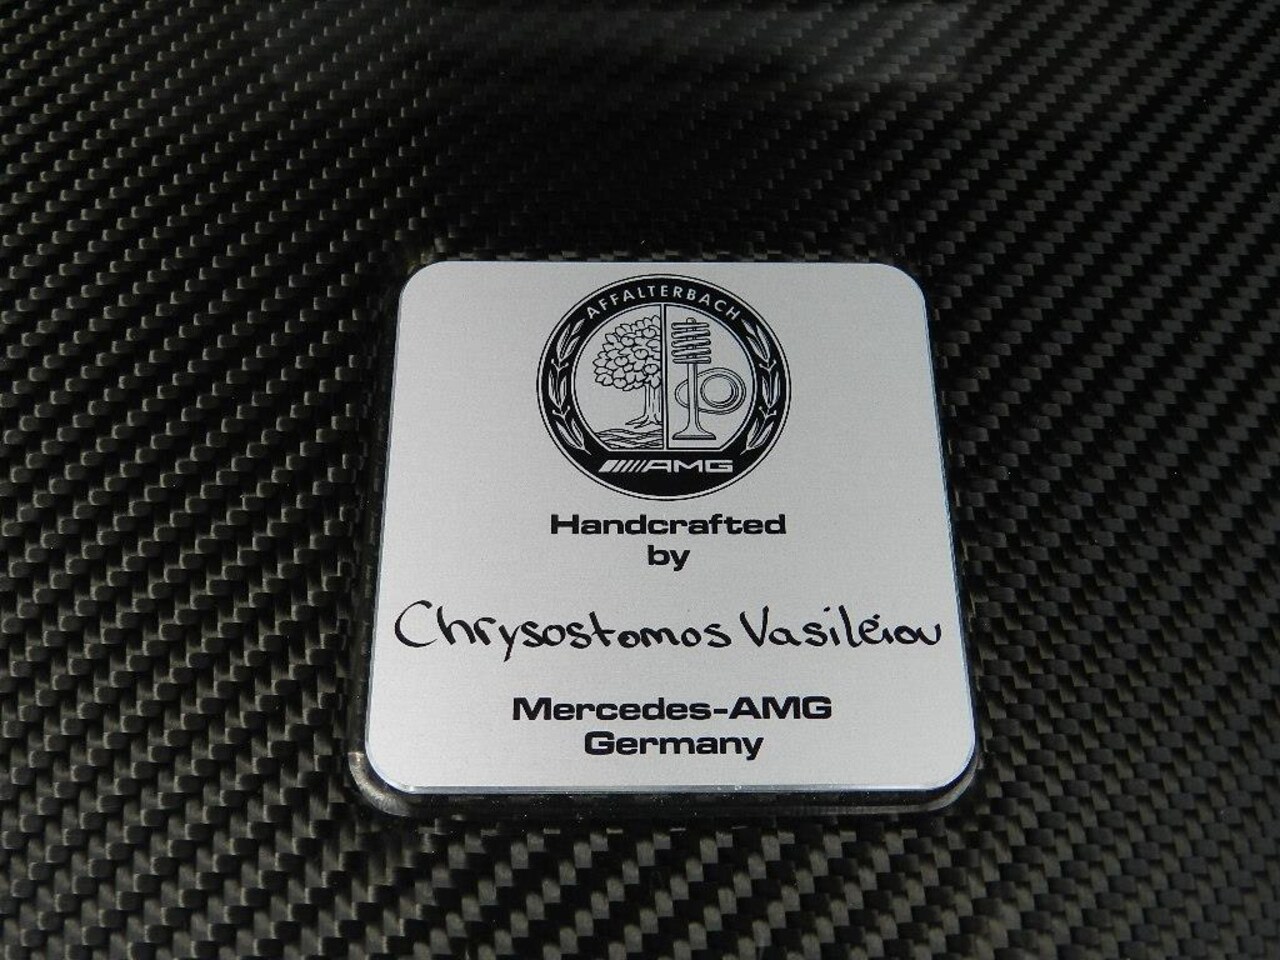 AFFALTERBACH
AMG
Handcrafted
by
Chrysostomos Vasileiou
Mercedes-AMG
Germany